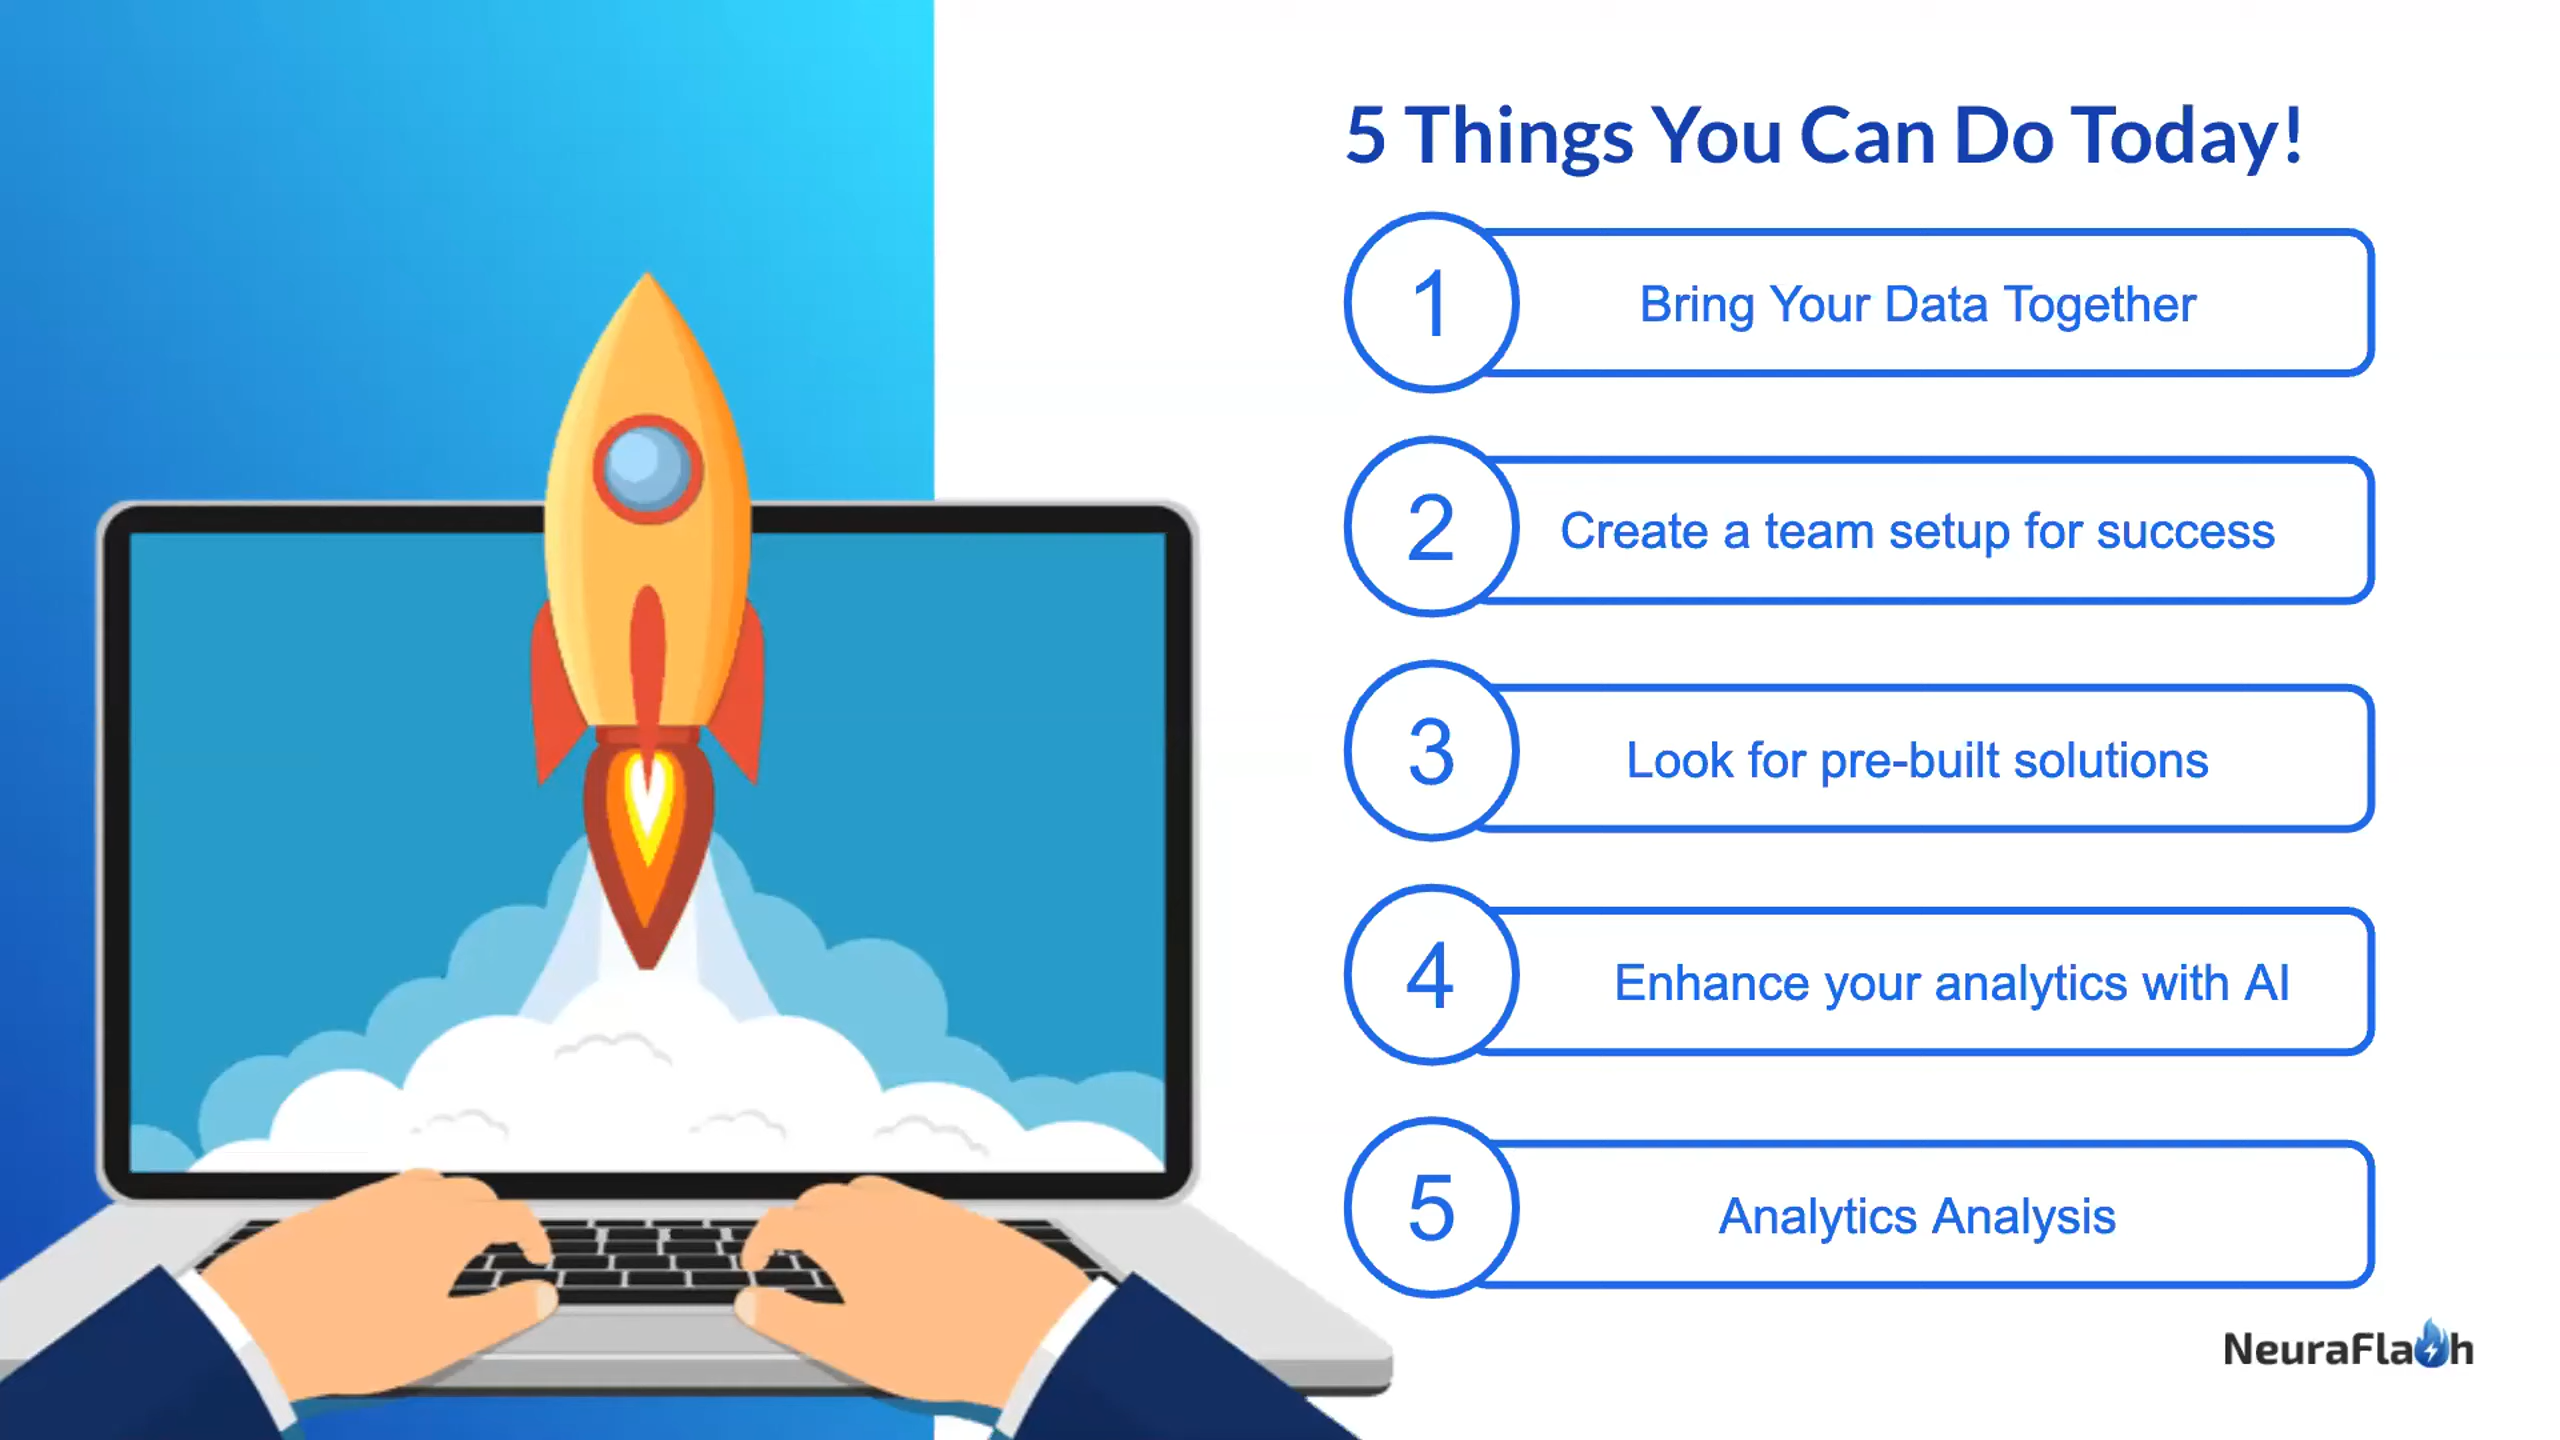 5 Things You Can Do Today!
1
Bring Your Data Together
2
Create a team setup for success
3
Look for pre-built solutions
4
Enhance your analytics with AI
5
Analytics Analysis
NeuraFlash